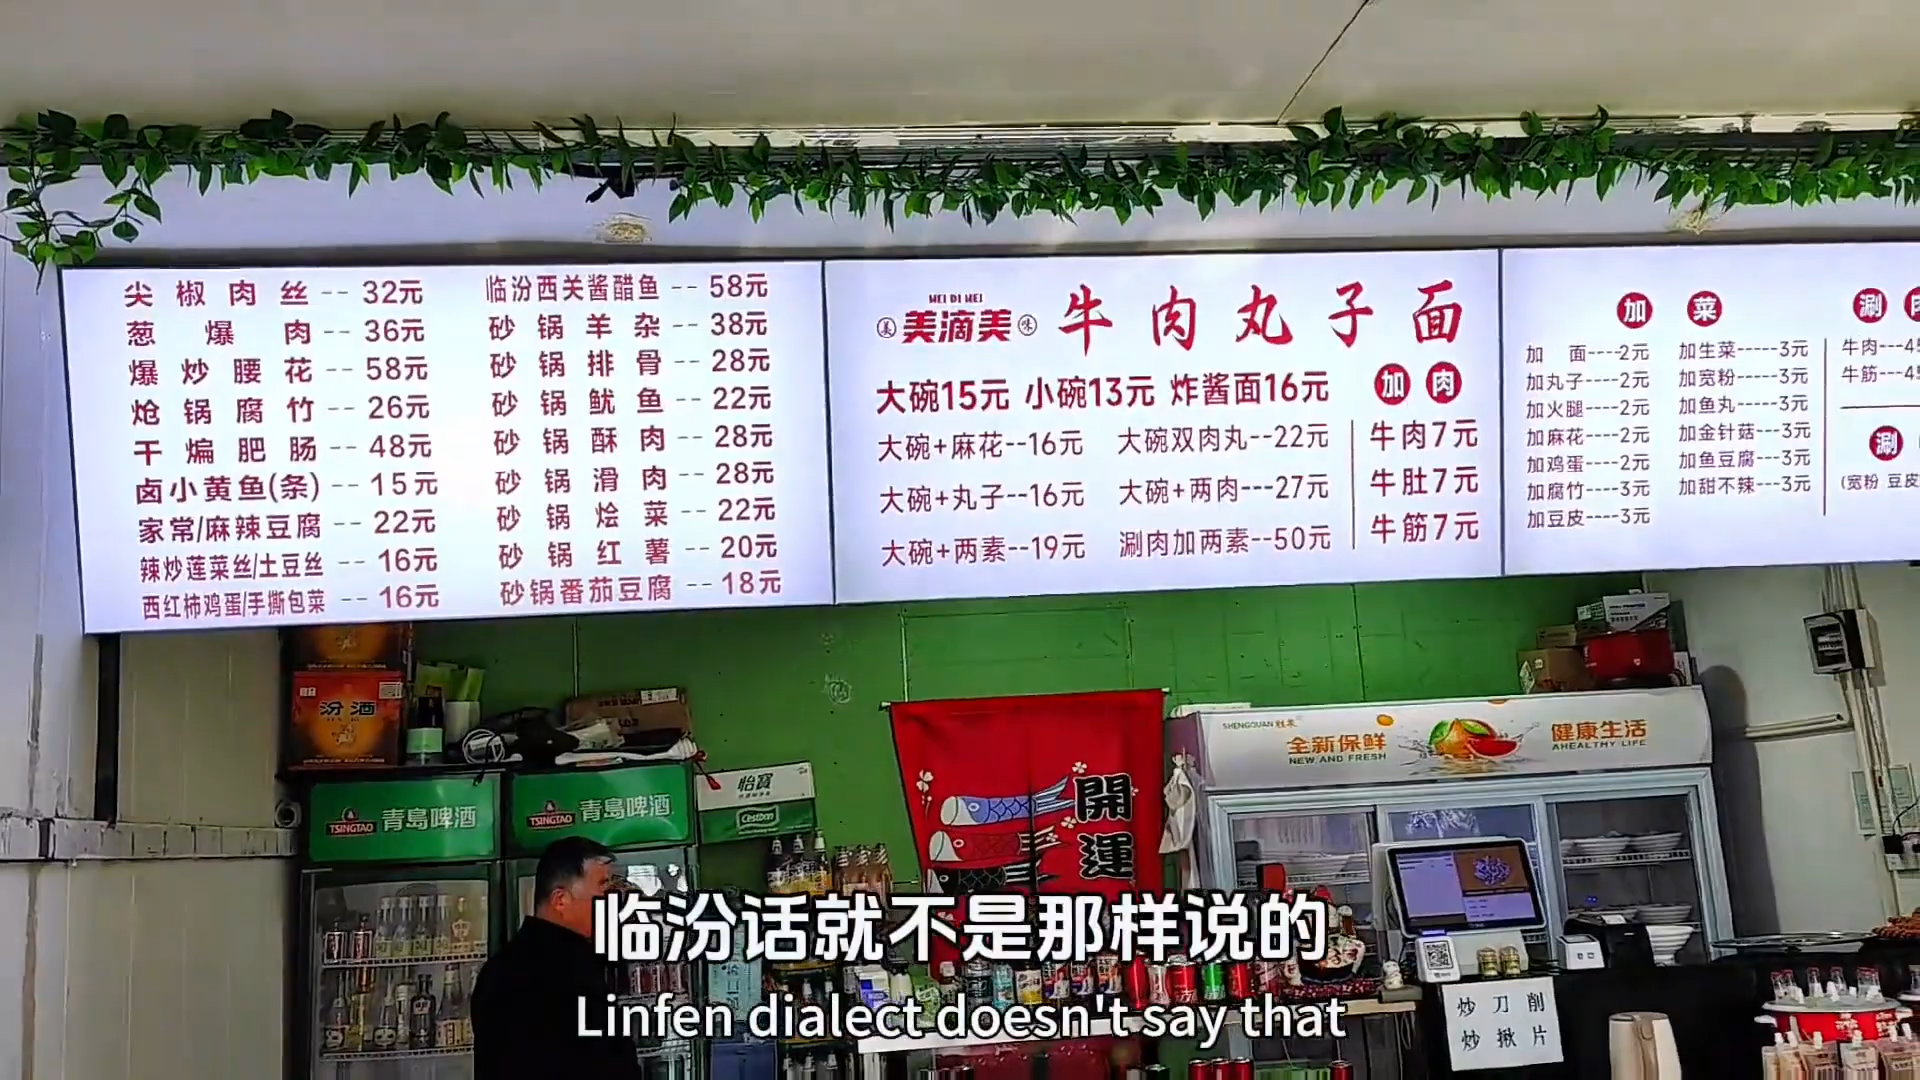 尖椒肉丝--32元
葱爆肉--36元
爆炒腰花--58元
炝锅腐竹--26元
干煸肥肠--48元
卤小黄鱼(条)--15元
家常/麻辣豆腐--22元
辣炒莲菜丝/土豆丝--16元
西红柿鸡蛋/手撕包菜--16元
临汾西关酱醋鱼--58元
砂锅羊杂--38元
砂锅排骨--28元
砂锅鱿鱼--22元
砂锅酥肉--28元
砂锅滑肉--28元
砂锅烩菜--22元
砂锅红薯--20元
砂锅番茄豆腐--18元
MEI DI MEI
美 美滴美 味
牛肉丸子面
大碗15元 小碗13元 炸酱面16元
大碗+麻花--16元 大碗双肉丸--22元
大碗+丸子--16元 大碗+两肉---27元
大碗+两素--19元 涮肉加两素--50元
加肉
牛肉7元
牛肚7元
牛筋7元
加菜
加面----2元
加丸子----2元
加火腿----2元
加麻花----2元
加鸡蛋----2元
加腐竹----3元
加豆皮----3元
加生菜-----3元
加宽粉-----3元
加鱼丸-----3元
加金针菇---3元
加鱼豆腐---3元
加甜不辣---3元
涮
牛肉---4
牛筋---4
涮
(宽粉 豆皮
汾酒
TSINGTAO 青岛啤酒
TSINGTAO 青岛啤酒
怡寶
C'estbon
開運
SHENGQUAN
全新保鲜
NEW AND FRESH
健康生活
AHEALTHY LIFE
炒刀削
炒揪片
临汾话就不是那样说的
Linfen dialect doesn't say that